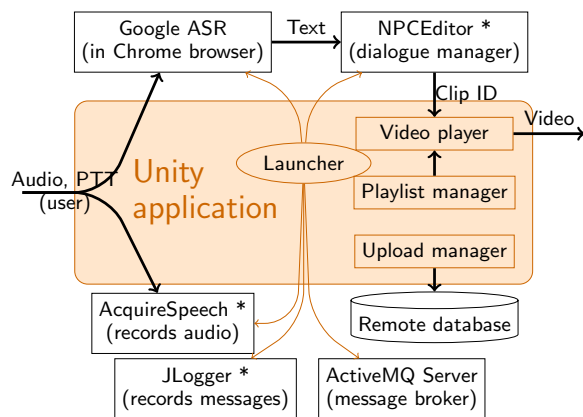 Google ASR
(in Chrome browser)
Text
NPCEditor *
(dialogue manager)
Clip ID
Video
Video player
Launcher
Audio, PTT
(user)
Unity
application
Playlist manager
Upload manager
AcquireSpeech *
(records audio)
Remote database
JLogger *
(records messages)
ActiveMQ Server
(message broker)